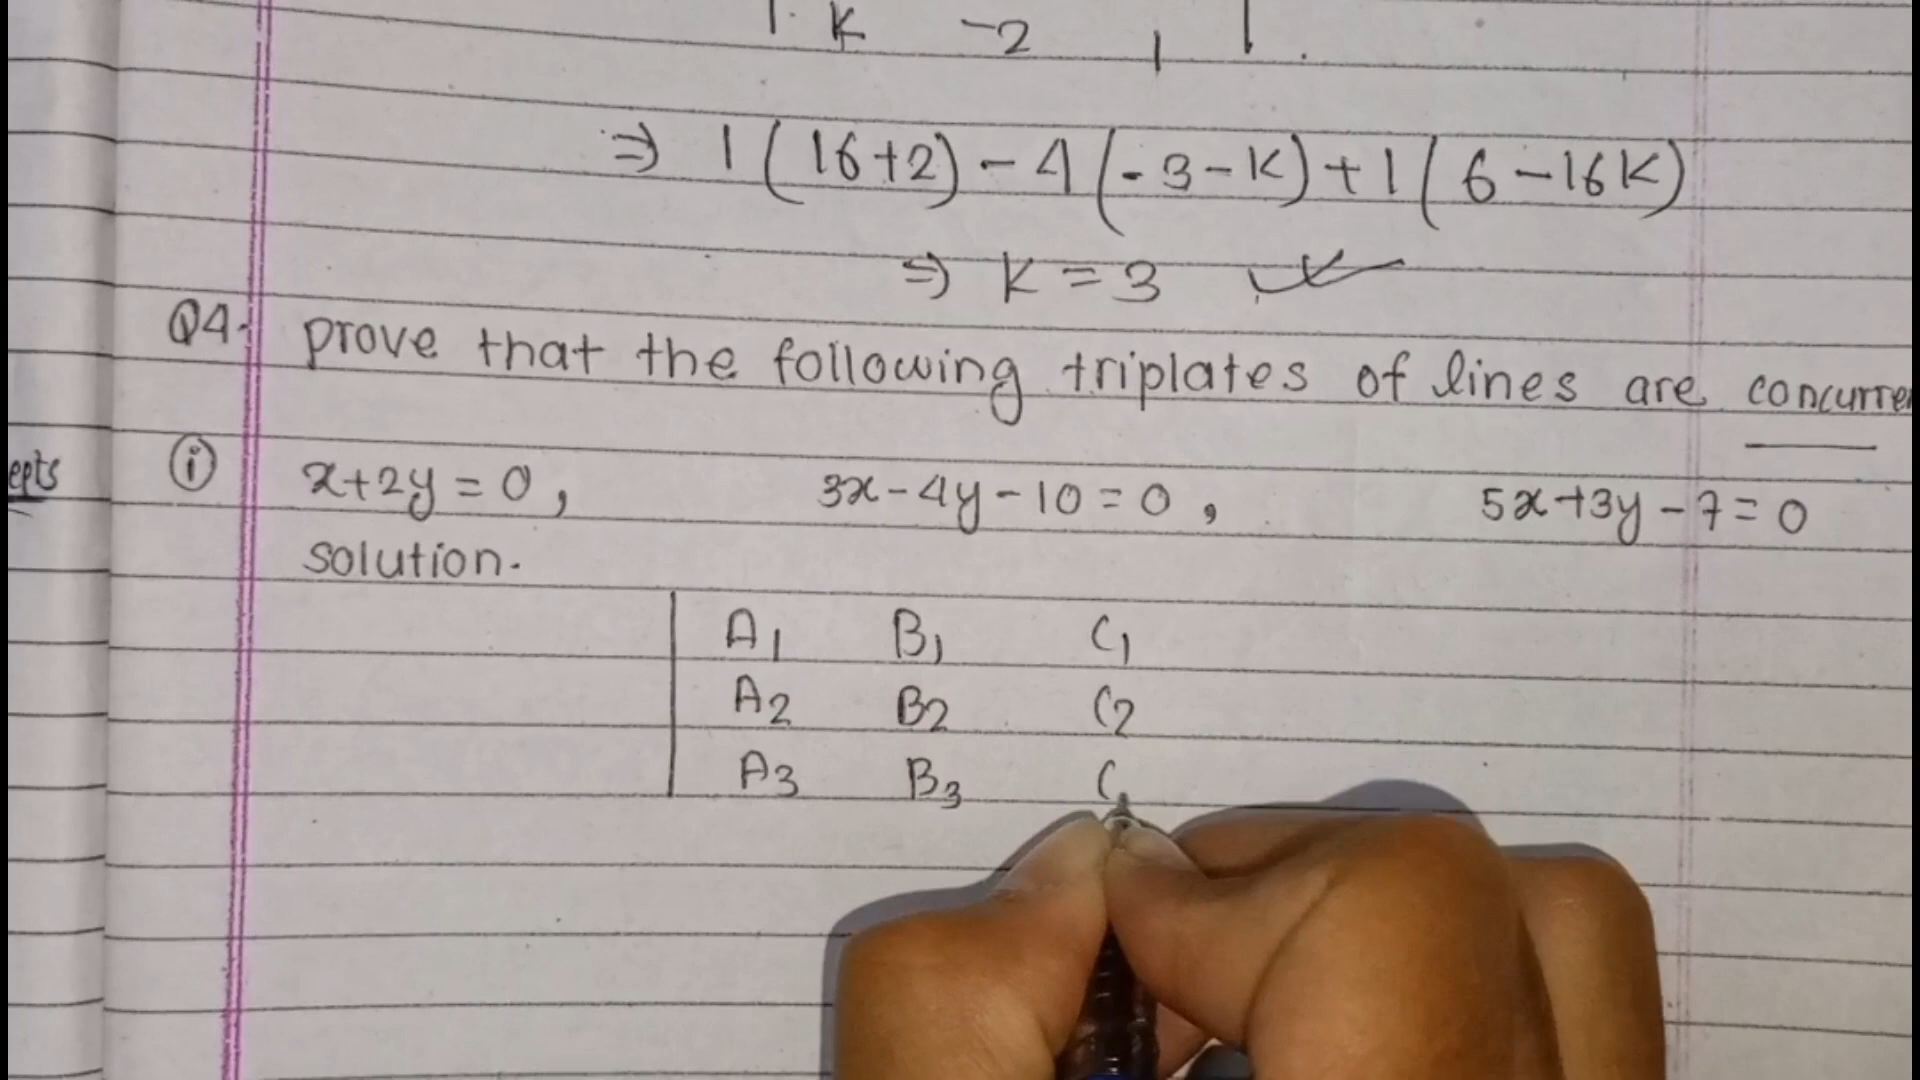 K -2 1
⇒ 1(16+2)-4(-3-K)+1(6-16K)
⇒ K=3
Q4. prove that the following triplates of lines are concurre
epts
(i) x+2y=0, 3x-4y-10=0, 5x+3y-7=0
solution.
A1 B1 C1
A2 B2 C2
A3 B3 C